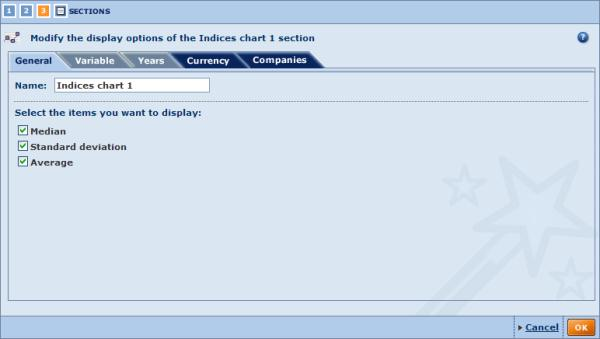 1 2 3 SECTIONS
Modify the display options of the Indices chart 1 section ?
General Variable Years Currency Companies
Name: Indices chart 1
Select the items you want to display:
Median
Standard deviation
Average
Cancel OK